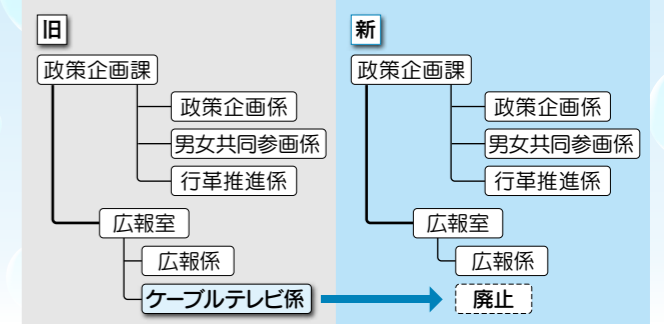 旧
政策企画課
政策企画係
男女共同参画係
行革推進係
広報室
広報係
ケーブルテレビ係
新
政策企画課
政策企画係
男女共同参画係
行革推進係
広報室
広報係
廃止